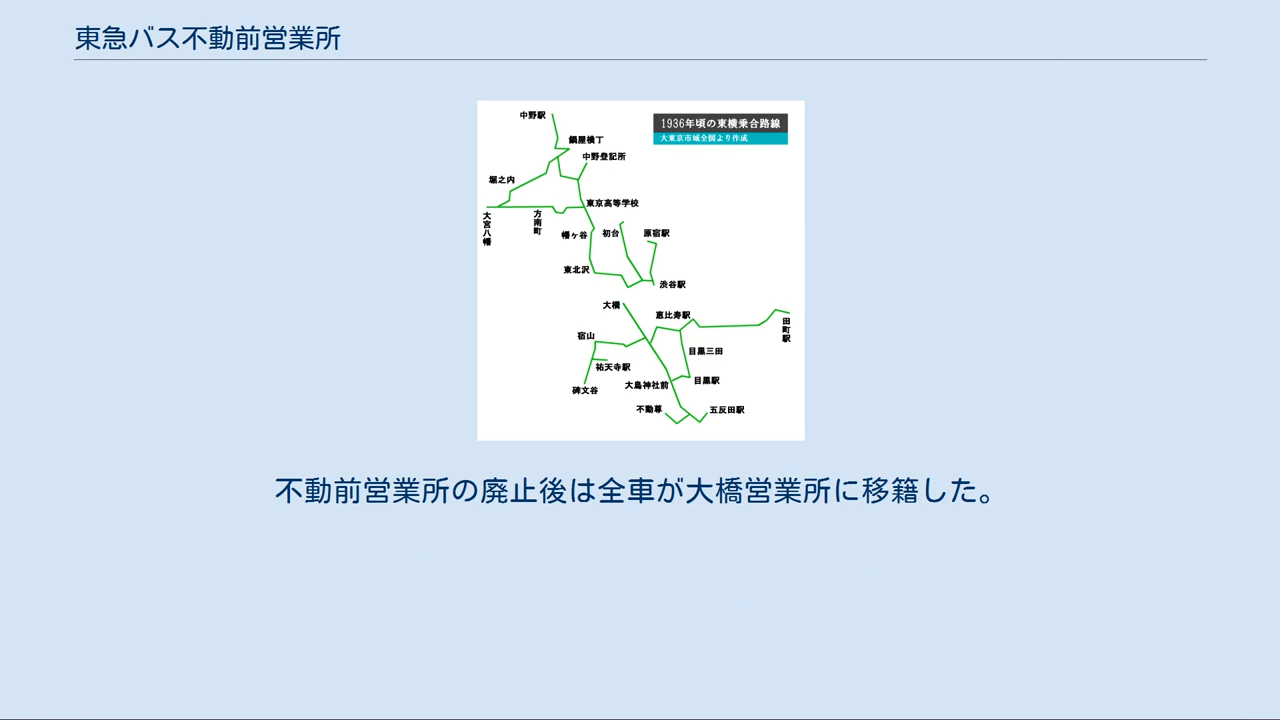 東急バス不動前営業所
1936年頃の東横乗合路線
大東京市域全図より作成
中野駅
鍋屋横丁
中野登記所
堀之内
東京高等学校
大宮八幡
方南町
幡ヶ谷
初台
原宿駅
東北沢
渋谷駅
大橋
恵比寿駅
田町駅
宿山
目黒三田
祐天寺駅
目黒駅
大鳥神社前
碑文谷
不動尊
五反田駅
不動前営業所の廃止後は全車が大橋営業所に移籍した。